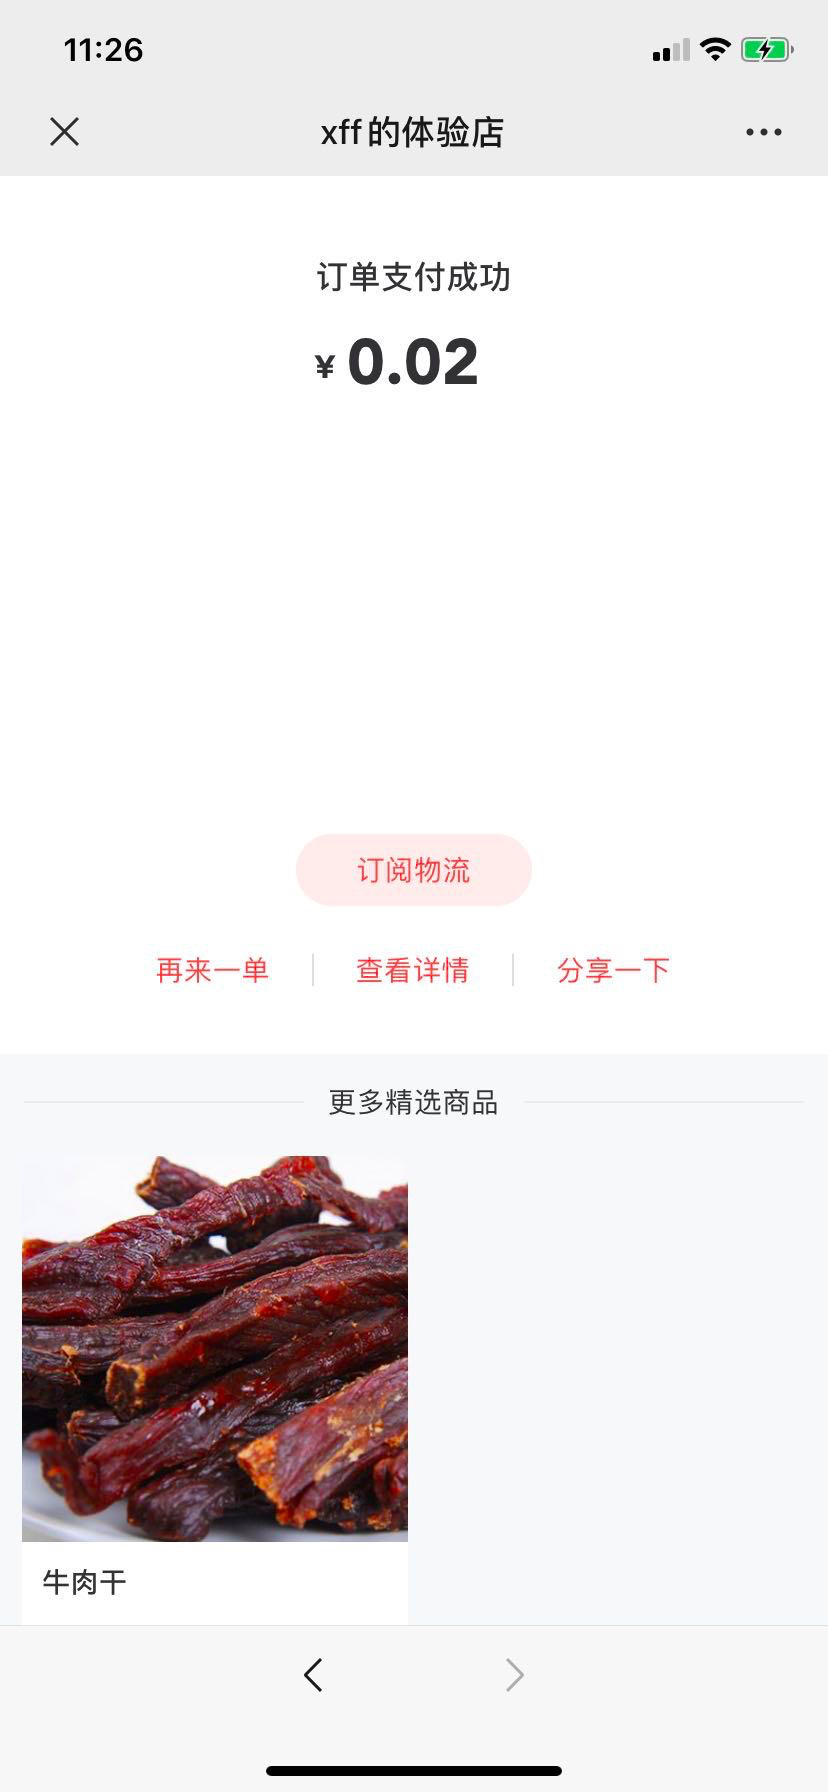 11:26
xff的体验店
订单支付成功
¥ 0.02
订阅物流
再来一单
查看详情
分享一下
更多精选商品
牛肉干